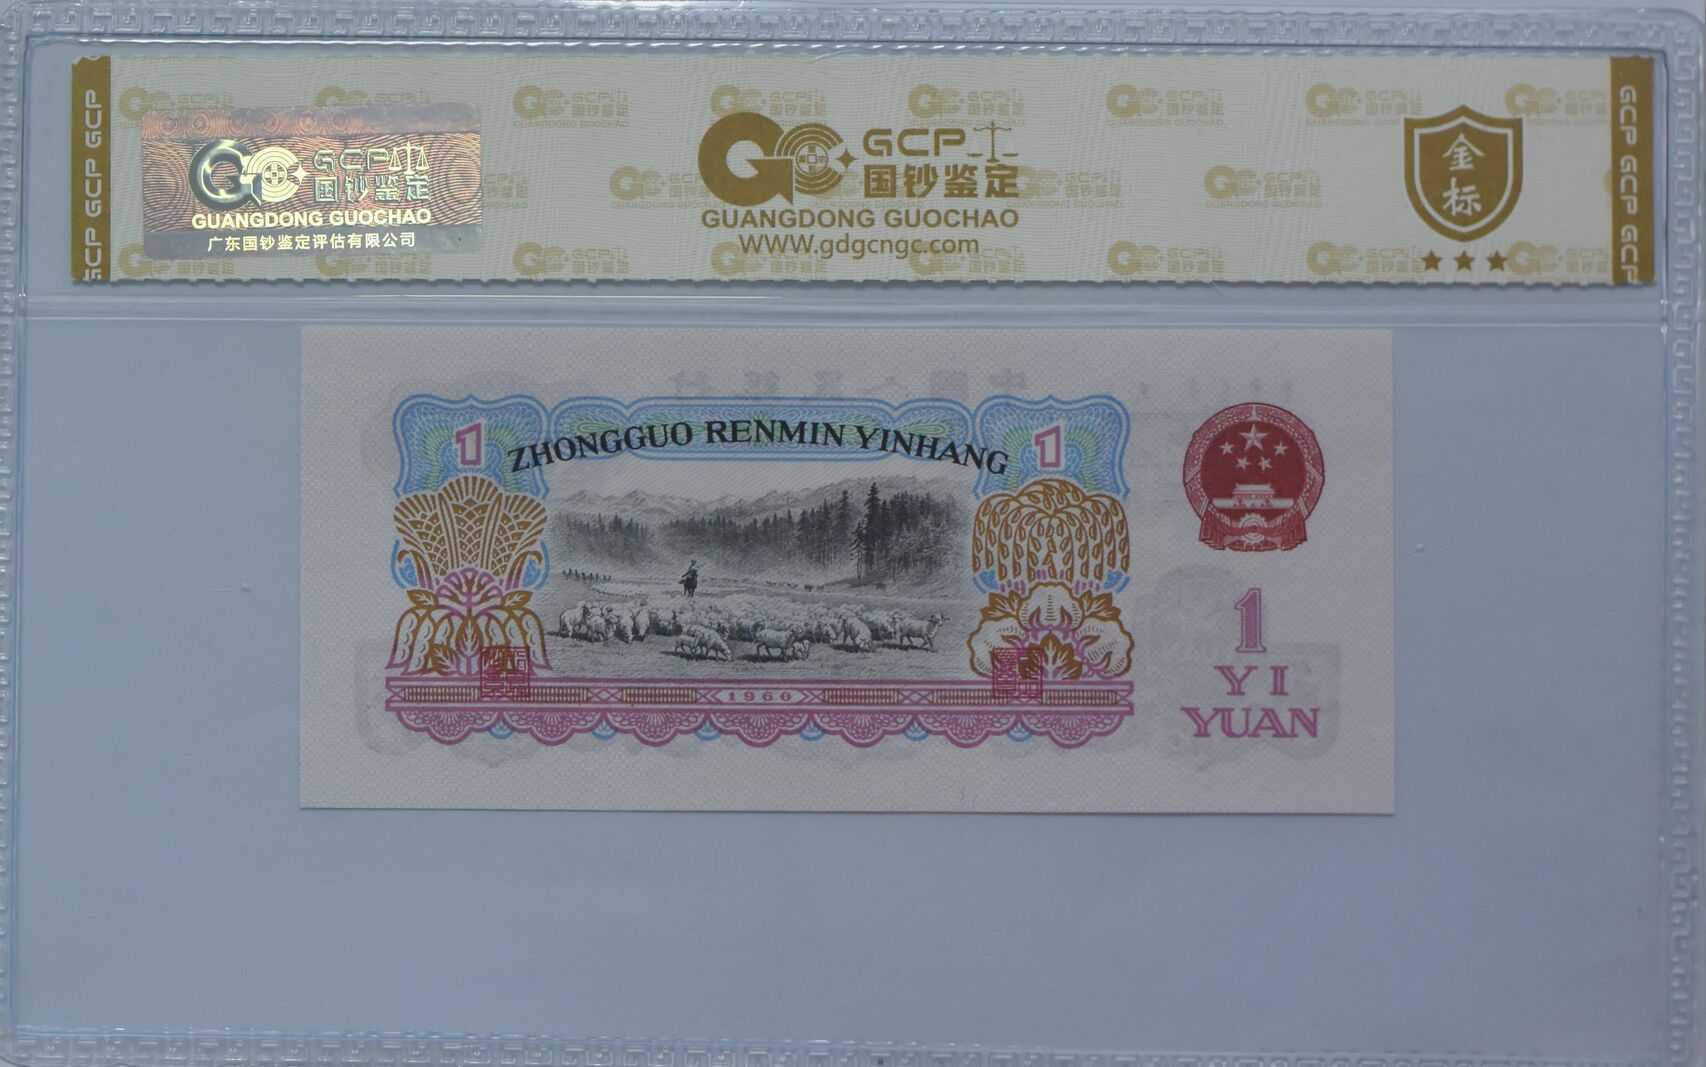 GCP GCP GCP
GCP 国钞鉴定
GUANGDONG GUOCHAO
广东国钞鉴定评估有限公司
GCP 国钞鉴定
GUANGDONG GUOCHAO
WWW.gdgcngc.com
金标
GCP GCP GCP
ZHONGGUO RENMIN YINHANG
1
1
1960
1
YI
YUAN